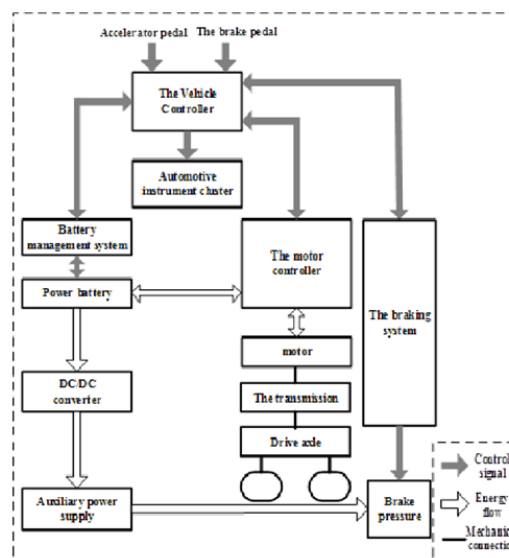 Accelerator pedal
The brake pedal
The Vehicle
Controller
Automotive
instrument cluster
Battery
management system
The motor
controller
Power battery
The braking
system
motor
DC/DC
converter
The transmission
Drive axle
Control
signal
Auxiliary power
supply
Brake
pressure
Energy
flow
Mechanic
connection